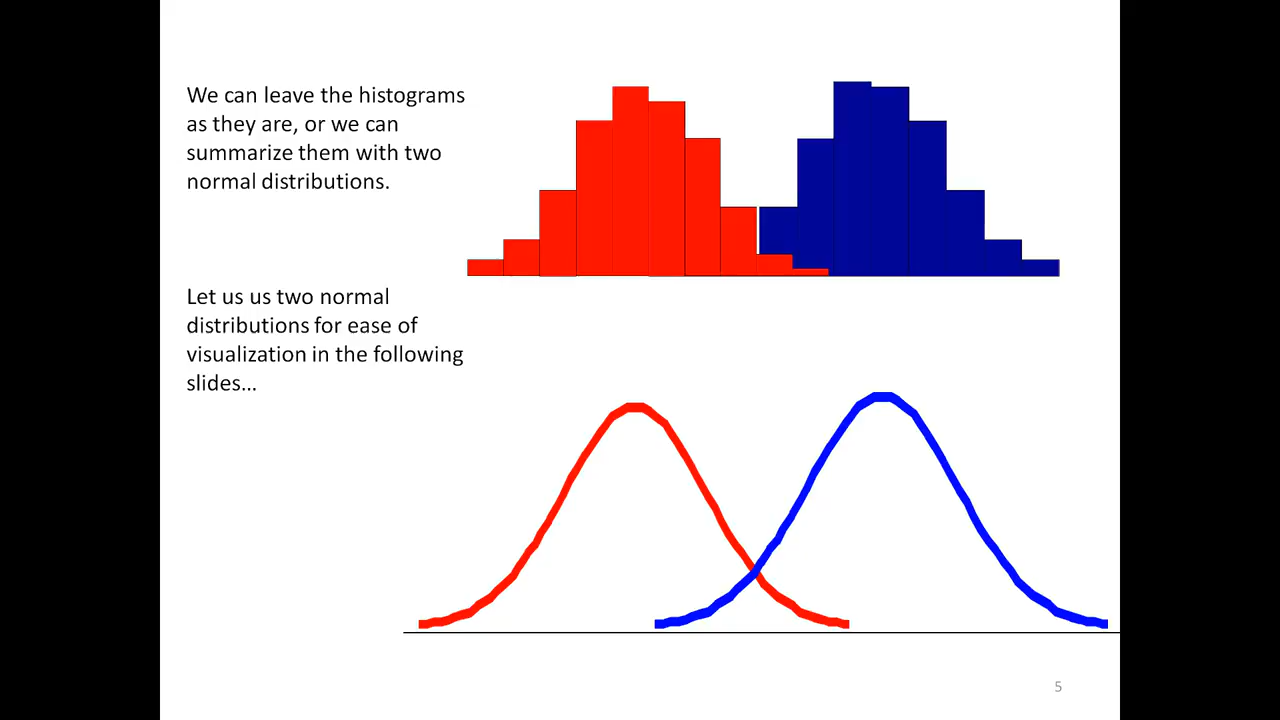 We can leave the histograms
as they are, or we can
summarize them with two
normal distributions.
Let us us two normal
distributions for ease of
visualization in the following
slides…
5